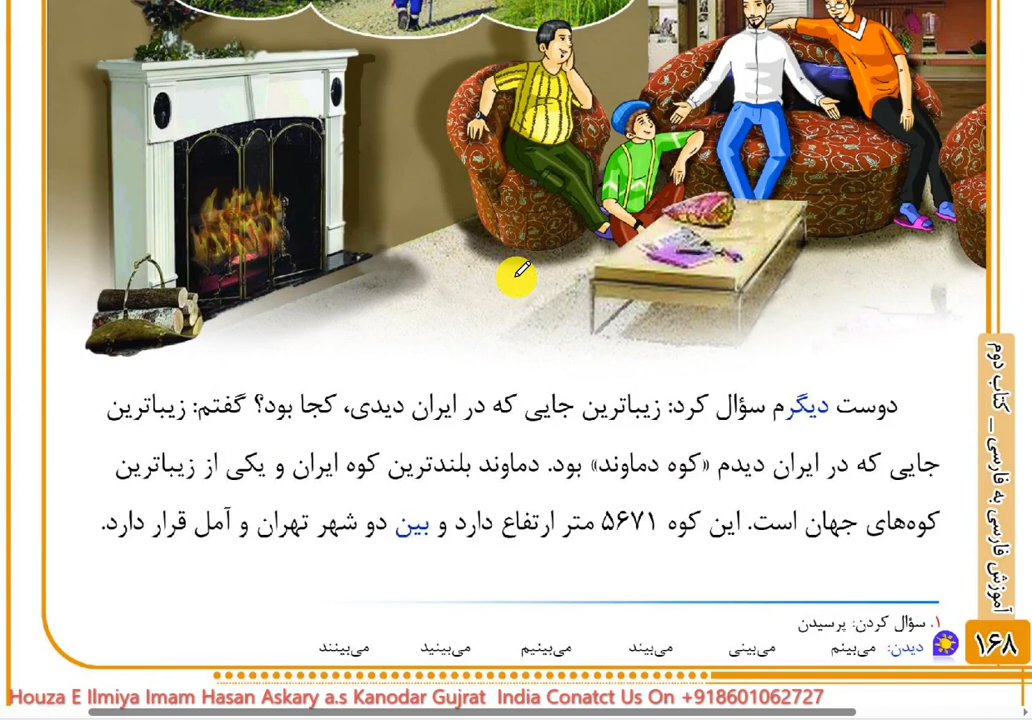 دوست دیگرم سؤال کرد: زیباترین جایی که در ایران دیدی، کجا بود؟ گفتم: زیباترین
جایی که در ایران دیدم «کوه دماوند» بود. دماوند بلندترین کوه ایران و یکی از زیباترین
کوه‌های جهان است. این کوه ۵۶۷۱ متر ارتفاع دارد و بین دو شهر تهران و آمل قرار دارد.
۱. سؤال کردن: پرسیدن
دیدن: می‌بینم می‌بینی می‌بیند می‌بینیم می‌بینید می‌بینند
آموزش فارسی به فارسی ـ کتاب دوم
۱۶۸
Houza E Ilmiya Imam Hasan Askary a.s Kanodar Gujrat India Conatct Us On +918601062727